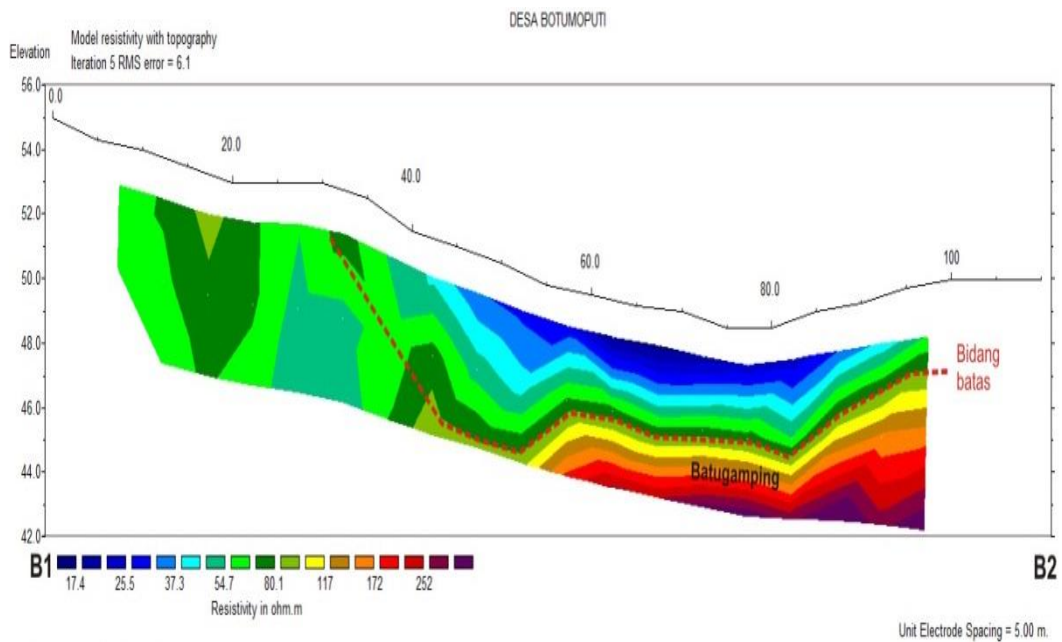 DESA BOTUMOPUTI
Model resistivity with topography
Elevation
Iteration 5 RMS error = 6.1
56.0
0.0
54.0
20.0
52.0
40.0
50.0
60.0
100
80.0
48.0
Bidang
batas
46.0
44.0
Batugamping
42.0
B1
B2
17.4 25.5 37.3 54.7 80.1 117 172 252
Resistivity in ohm.m
Unit Electrode Spacing = 5.00 m.